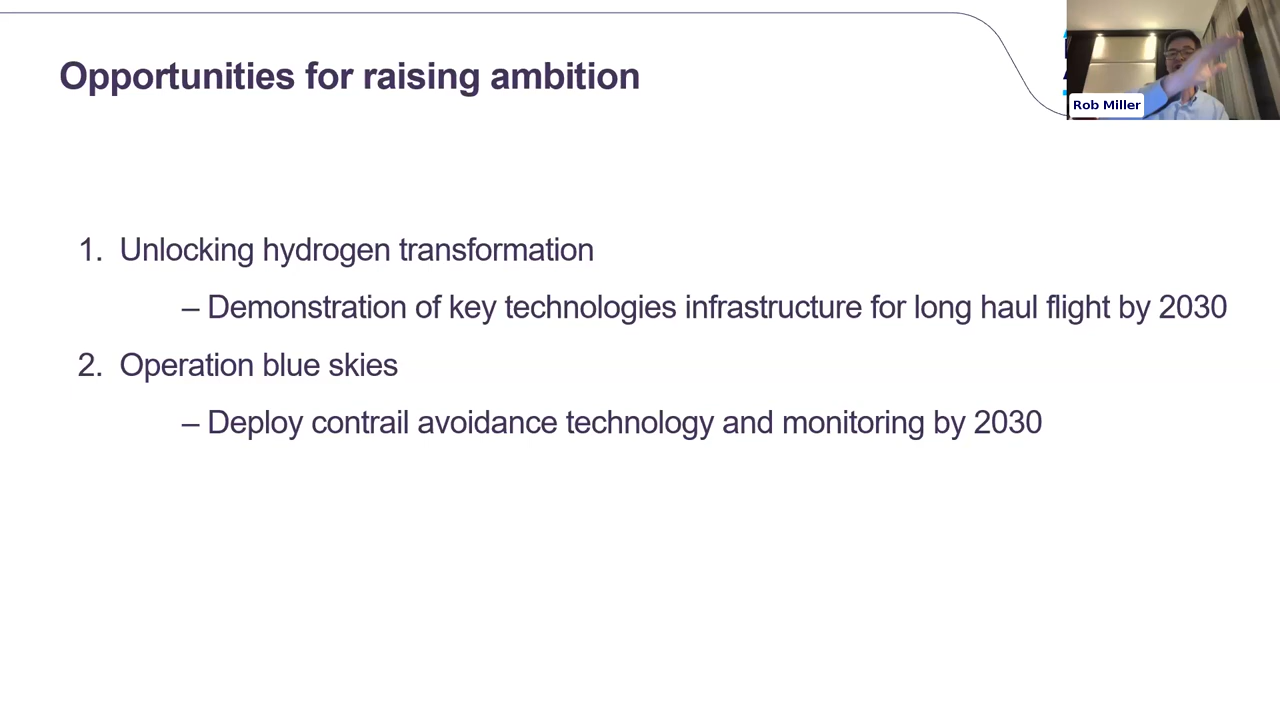 Opportunities for raising ambition
Rob Miller
1. Unlocking hydrogen transformation
– Demonstration of key technologies infrastructure for long haul flight by 2030
2. Operation blue skies
– Deploy contrail avoidance technology and monitoring by 2030